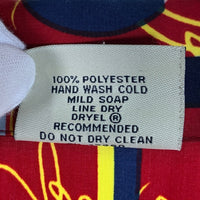 100% POLYESTER
HAND WASH COLD
MILD SOAP
LINE DRY
DRYEL ®
RECOMMENDED
DO NOT DRY CLEAN